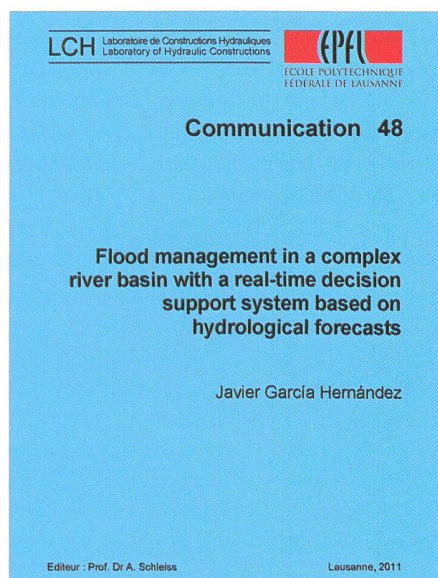 LCH Laboratoire de Constructions Hydrauliques
Laboratory of Hydraulic Constructions
EPFL
ECOLE POLYTECHNIQUE
FÉDÉRALE DE LAUSANNE
Communication 48
Flood management in a complex
river basin with a real-time decision
support system based on
hydrological forecasts
Javier García Hernández
Editeur : Prof. Dr A. Schleiss
Lausanne, 2011